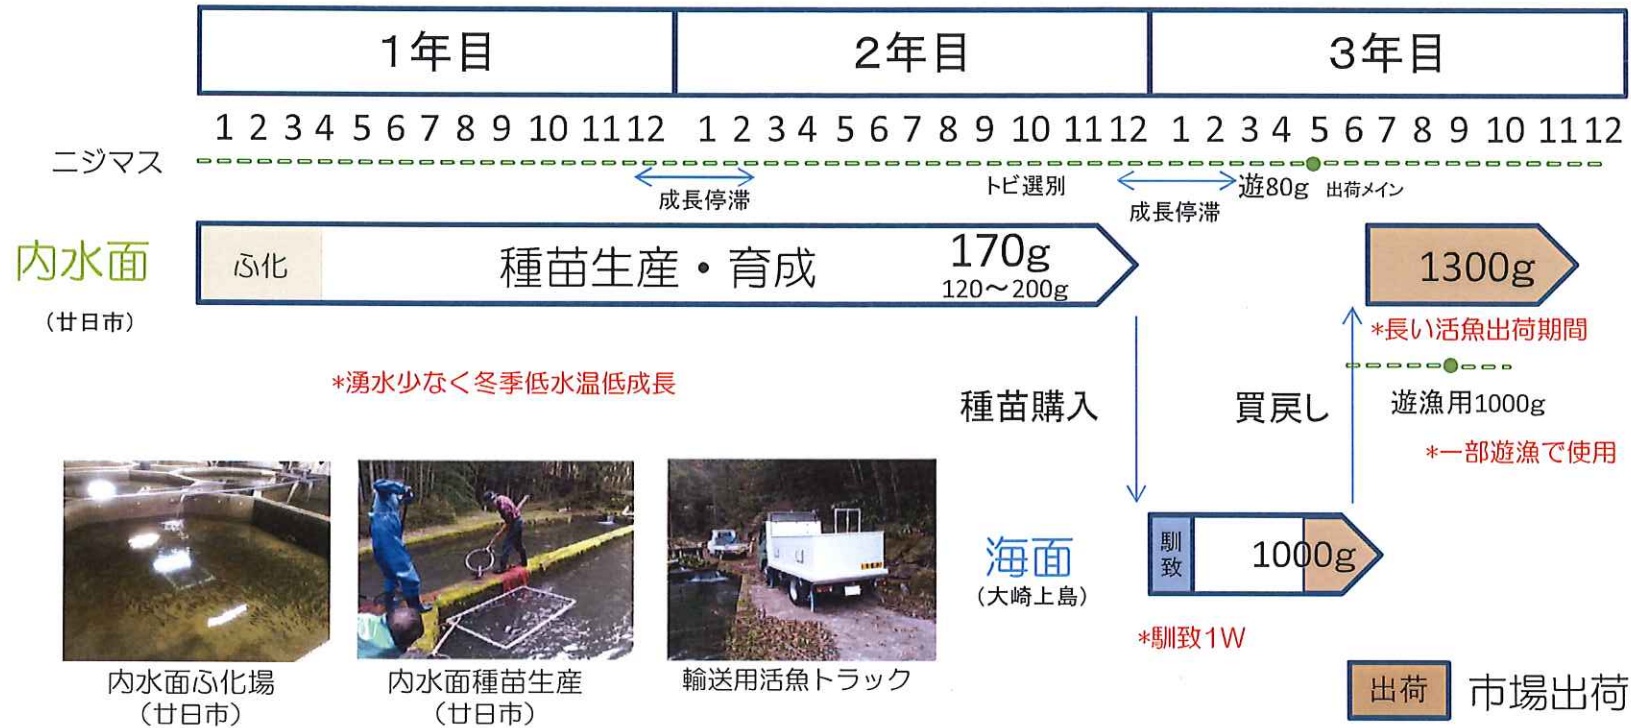 1年目 2年目 3年目
1 2 3 4 5 6 7 8 9 10 11 12 1 2 3 4 5 6 7 8 9 10 11 12 1 2 3 4 5 6 7 8 9 10 11 12
ニジマス
成長停滞
トビ選別
成長停滞
遊80g 出荷メイン
内水面
(廿日市)
ふ化
種苗生産・育成
170g
120~200g
1300g
*長い活魚出荷期間
*湧水少なく冬季低水温低成長
種苗購入
買戻し
遊漁用1000g
*一部遊漁で使用
海面
(大崎上島)
馴致
1000g
*馴致1W
内水面ふ化場
(廿日市)
内水面種苗生産
(廿日市)
輸送用活魚トラック
出荷 市場出荷